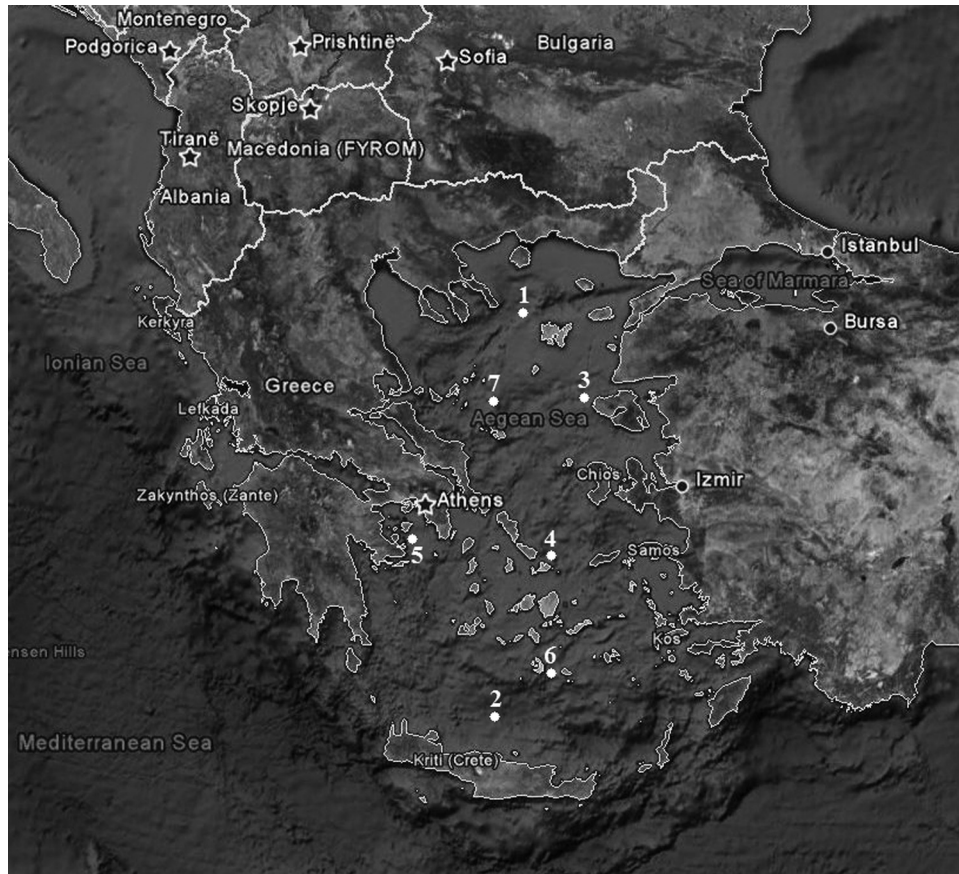 Montenegro
Podgorica
Prishtinë
Sofia
Bulgaria
Skopje
Tiranë
Macedonia (FYROM)
Albania
Istanbul
Sea of Marmara
1
Kerkyra
Bursa
Ionian Sea
Greece
7
3
Lefkada
Aegean Sea
Chios
Izmir
Zakynthos (Zante)
Athens
5
4
Samos
Kos
ensen Hills
6
2
Mediterranean Sea
Kriti (Crete)